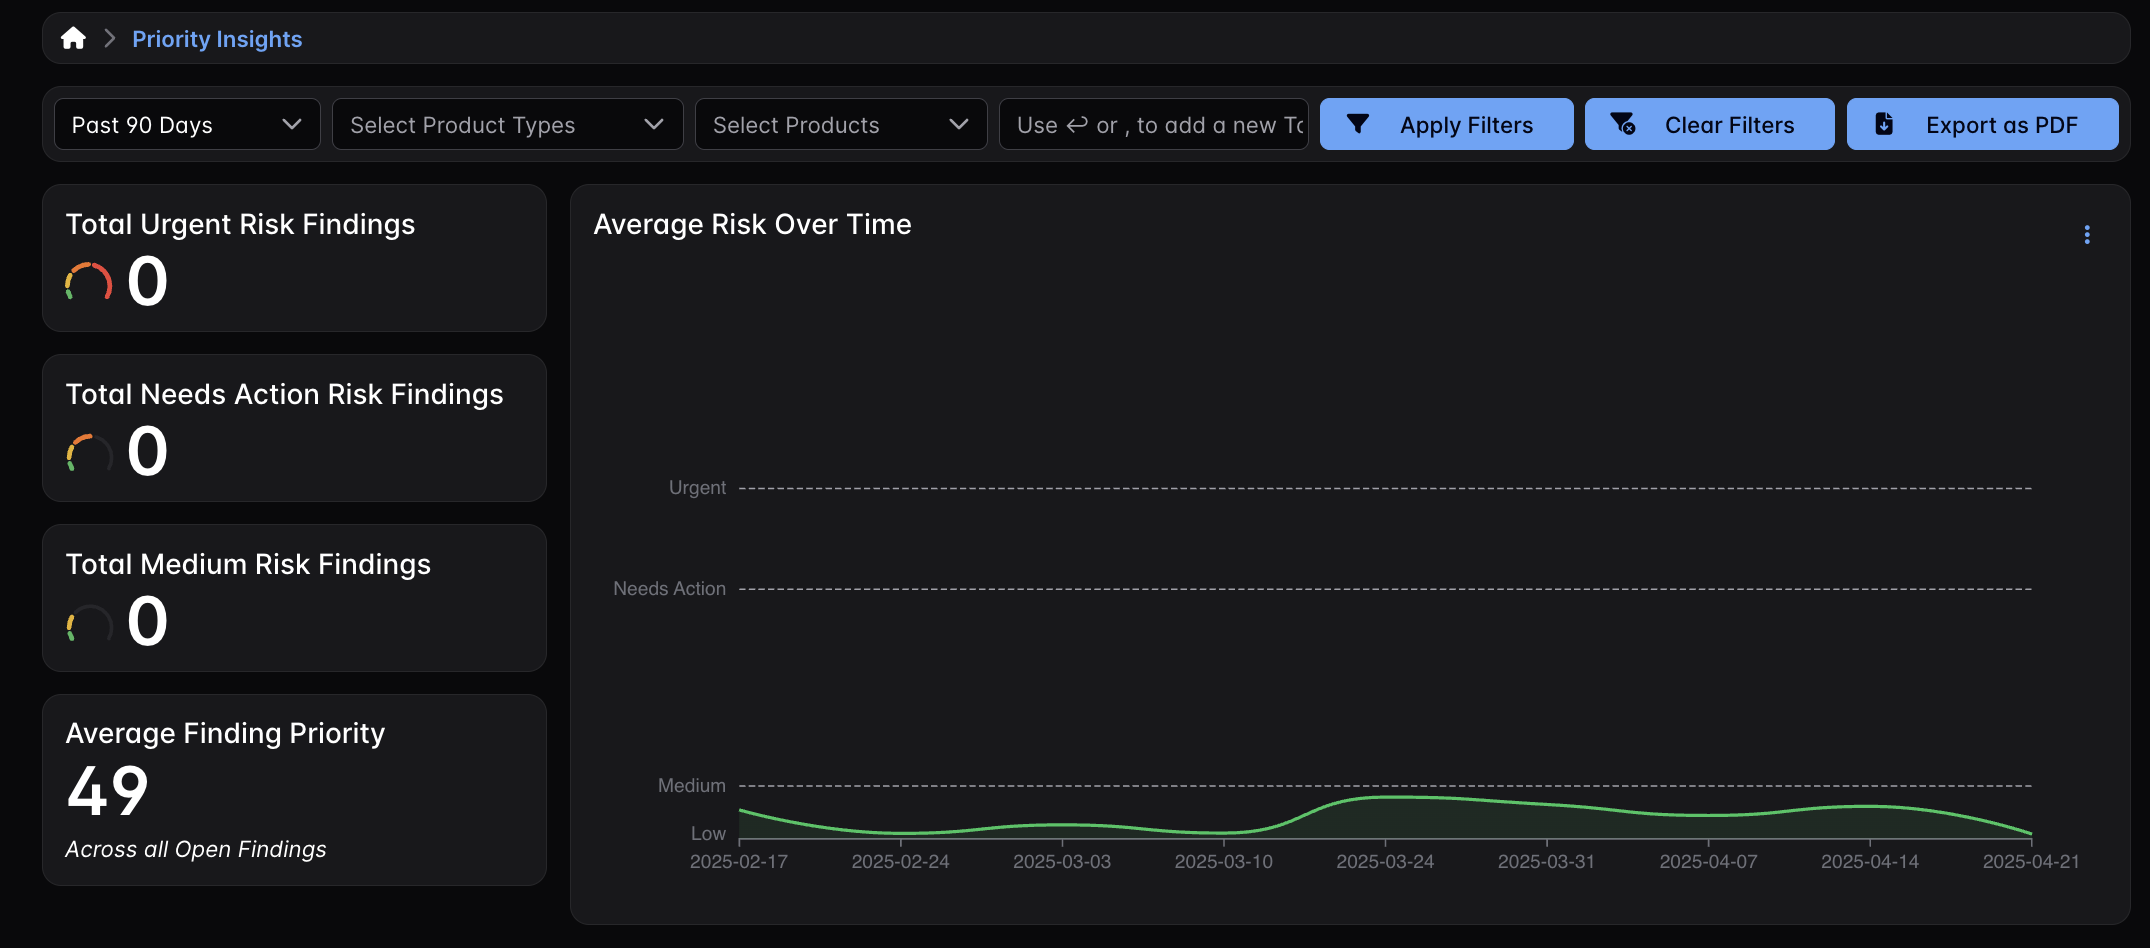 Priority Insights
Past 90 Days
Select Product Types
Select Products
Use ↩ or , to add a new
Apply Filters
Clear Filters
Export as PDF
Total Urgent Risk Findings
0
Total Needs Action Risk Findings
0
Total Medium Risk Findings
0
Average Finding Priority
49
Across all Open Findings
Average Risk Over Time
Urgent
Needs Action
Medium
Low
2025-02-17 2025-02-24 2025-03-03 2025-03-10 2025-03-24 2025-03-31 2025-04-07 2025-04-14 2025-04-21